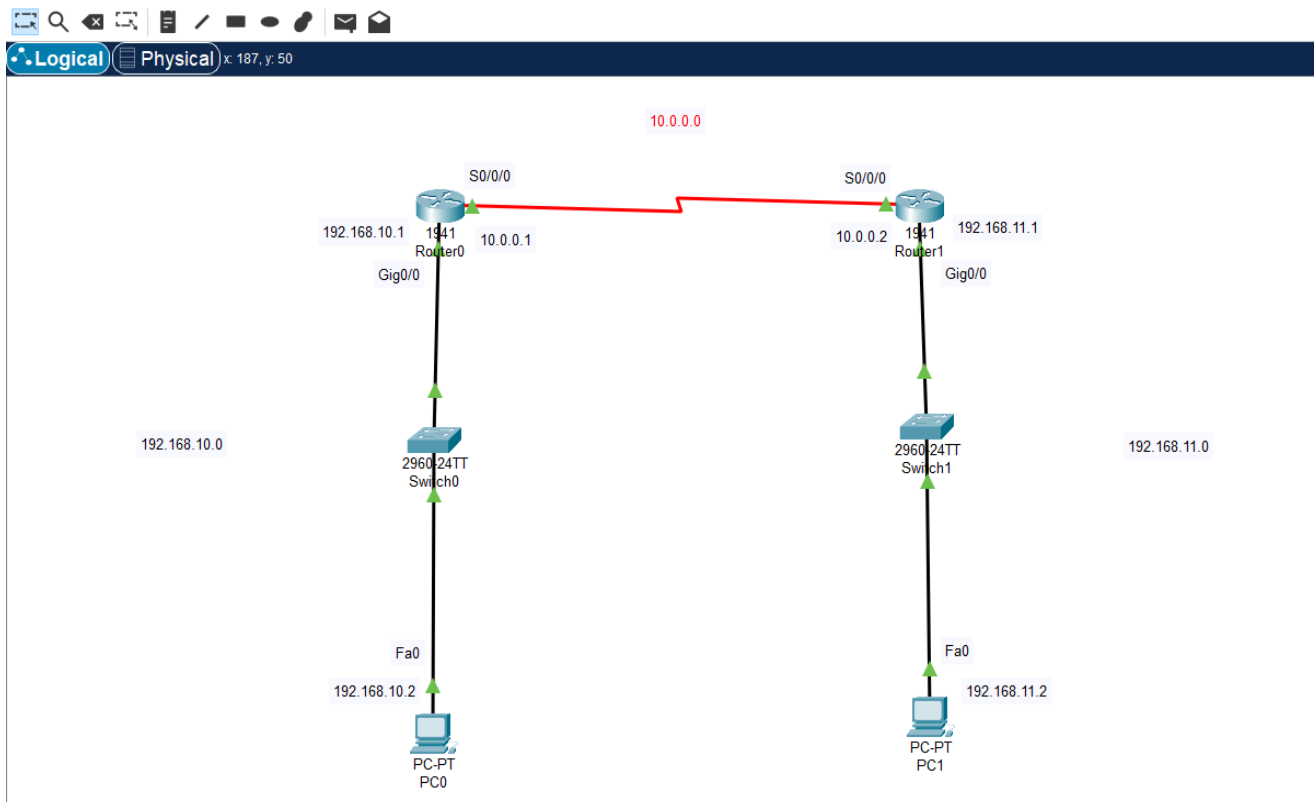 Logical Physical x: 187, y: 50
10.0.0.0
S0/0/0 S0/0/0
192.168.10.1 1941 10.0.0.1 10.0.0.2 1941 192.168.11.1
Router0 Router1
Gig0/0 Gig0/0
192.168.10.0 192.168.11.0
2960-24TT 2960-24TT
Switch0 Switch1
Fa0 Fa0
192.168.10.2 192.168.11.2
PC-PT PC-PT
PC0 PC1